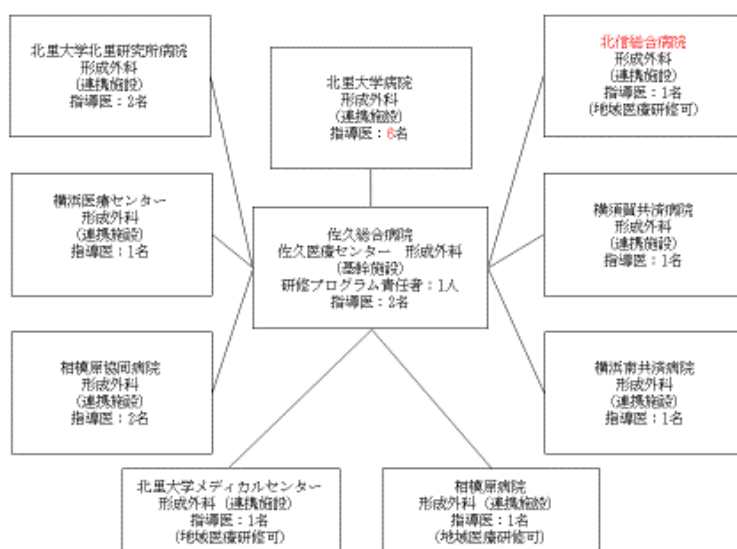 北里大学北里研究所病院
形成外科
(連携施設)
指導医：2名
北里大学病院
形成外科
(連携施設)
指導医：6名
北信総合病院
形成外科
(連携施設)
指導医：1名
(地域医療研修可)
横浜医療センター
形成外科
(連携施設)
指導医：1名
佐久総合病院
佐久医療センター　形成外科
(基幹施設)
研修プログラム責任者：1人
指導医：2名
横須賀共済病院
形成外科
(連携施設)
指導医：1名
相模原協同病院
形成外科
(連携施設)
指導医：2名
横浜南共済病院
形成外科
(連携施設)
指導医：1名
北里大学メディカルセンター
形成外科（連携施設)
指導医：1名
(地域医療研修可)
相模原病院
形成外科（連携施設)
指導医：1名
(地域医療研修可)